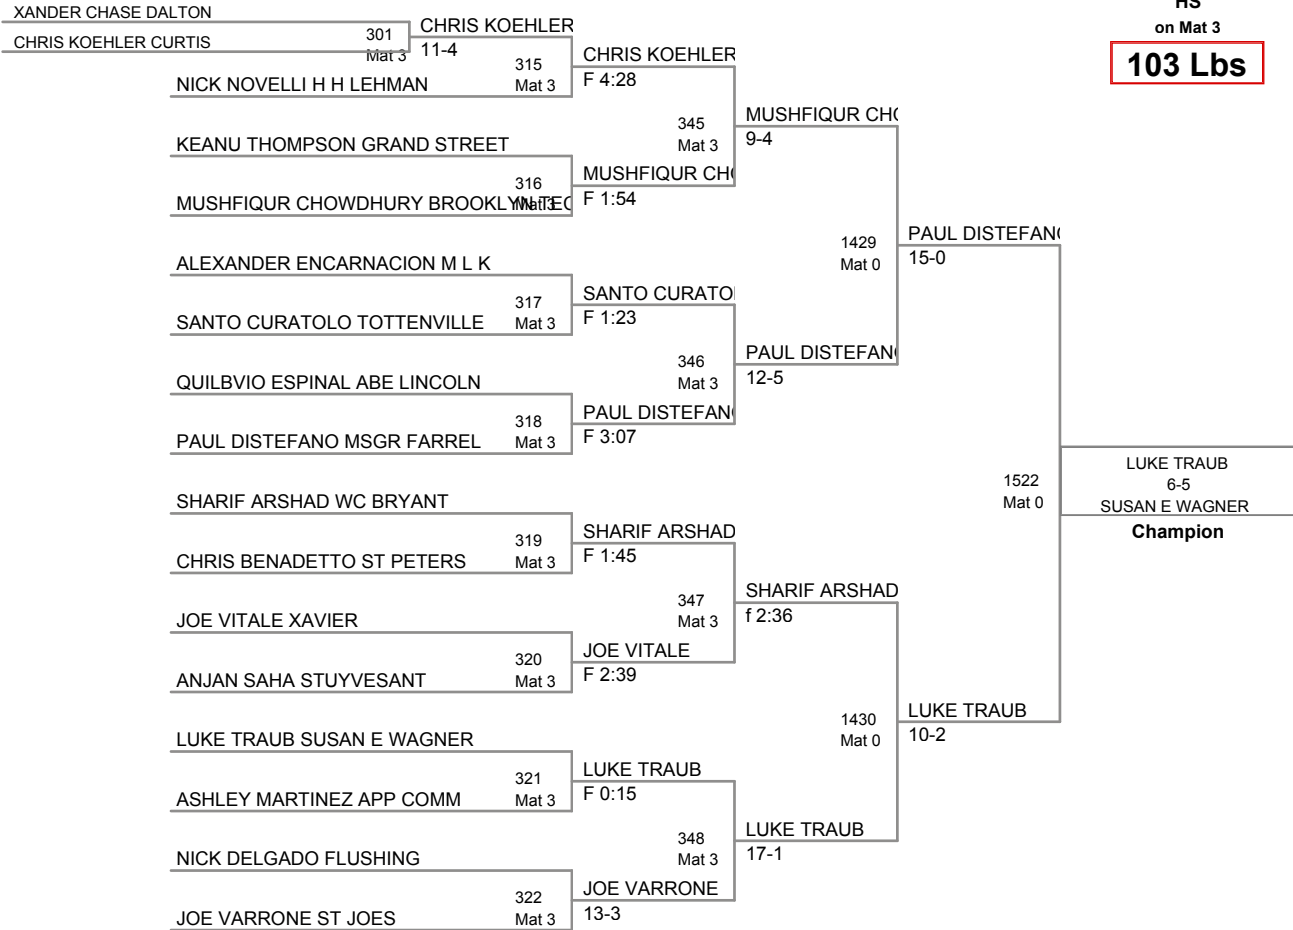 HS
on Mat 3
103 Lbs
XANDER CHASE DALTON
CHRIS KOEHLER CURTIS
301
Mat 3
CHRIS KOEHLER
11-4
NICK NOVELLI H H LEHMAN
315
Mat 3
CHRIS KOEHLER
F 4:28
KEANU THOMPSON GRAND STREET
MUSHFIQUR CHOWDHURY BROOKLYN TEC
316
Mat 3
MUSHFIQUR CHO
F 1:54
345
Mat 3
MUSHFIQUR CHO
9-4
ALEXANDER ENCARNACION M L K
SANTO CURATOLO TOTTENVILLE
317
Mat 3
SANTO CURATO
F 1:23
QUILBVIO ESPINAL ABE LINCOLN
PAUL DISTEFANO MSGR FARREL
318
Mat 3
PAUL DISTEFANO
F 3:07
346
Mat 3
PAUL DISTEFANO
12-5
1429
Mat 0
PAUL DISTEFANO
15-0
SHARIF ARSHAD WC BRYANT
CHRIS BENADETTO ST PETERS
319
Mat 3
SHARIF ARSHAD
F 1:45
JOE VITALE XAVIER
ANJAN SAHA STUYVESANT
320
Mat 3
JOE VITALE
F 2:39
347
Mat 3
SHARIF ARSHAD
f 2:36
LUKE TRAUB SUSAN E WAGNER
ASHLEY MARTINEZ APP COMM
321
Mat 3
LUKE TRAUB
F 0:15
NICK DELGADO FLUSHING
JOE VARRONE ST JOES
322
Mat 3
JOE VARRONE
13-3
348
Mat 3
LUKE TRAUB
17-1
1430
Mat 0
LUKE TRAUB
10-2
1522
Mat 0
LUKE TRAUB
6-5
SUSAN E WAGNER
Champion